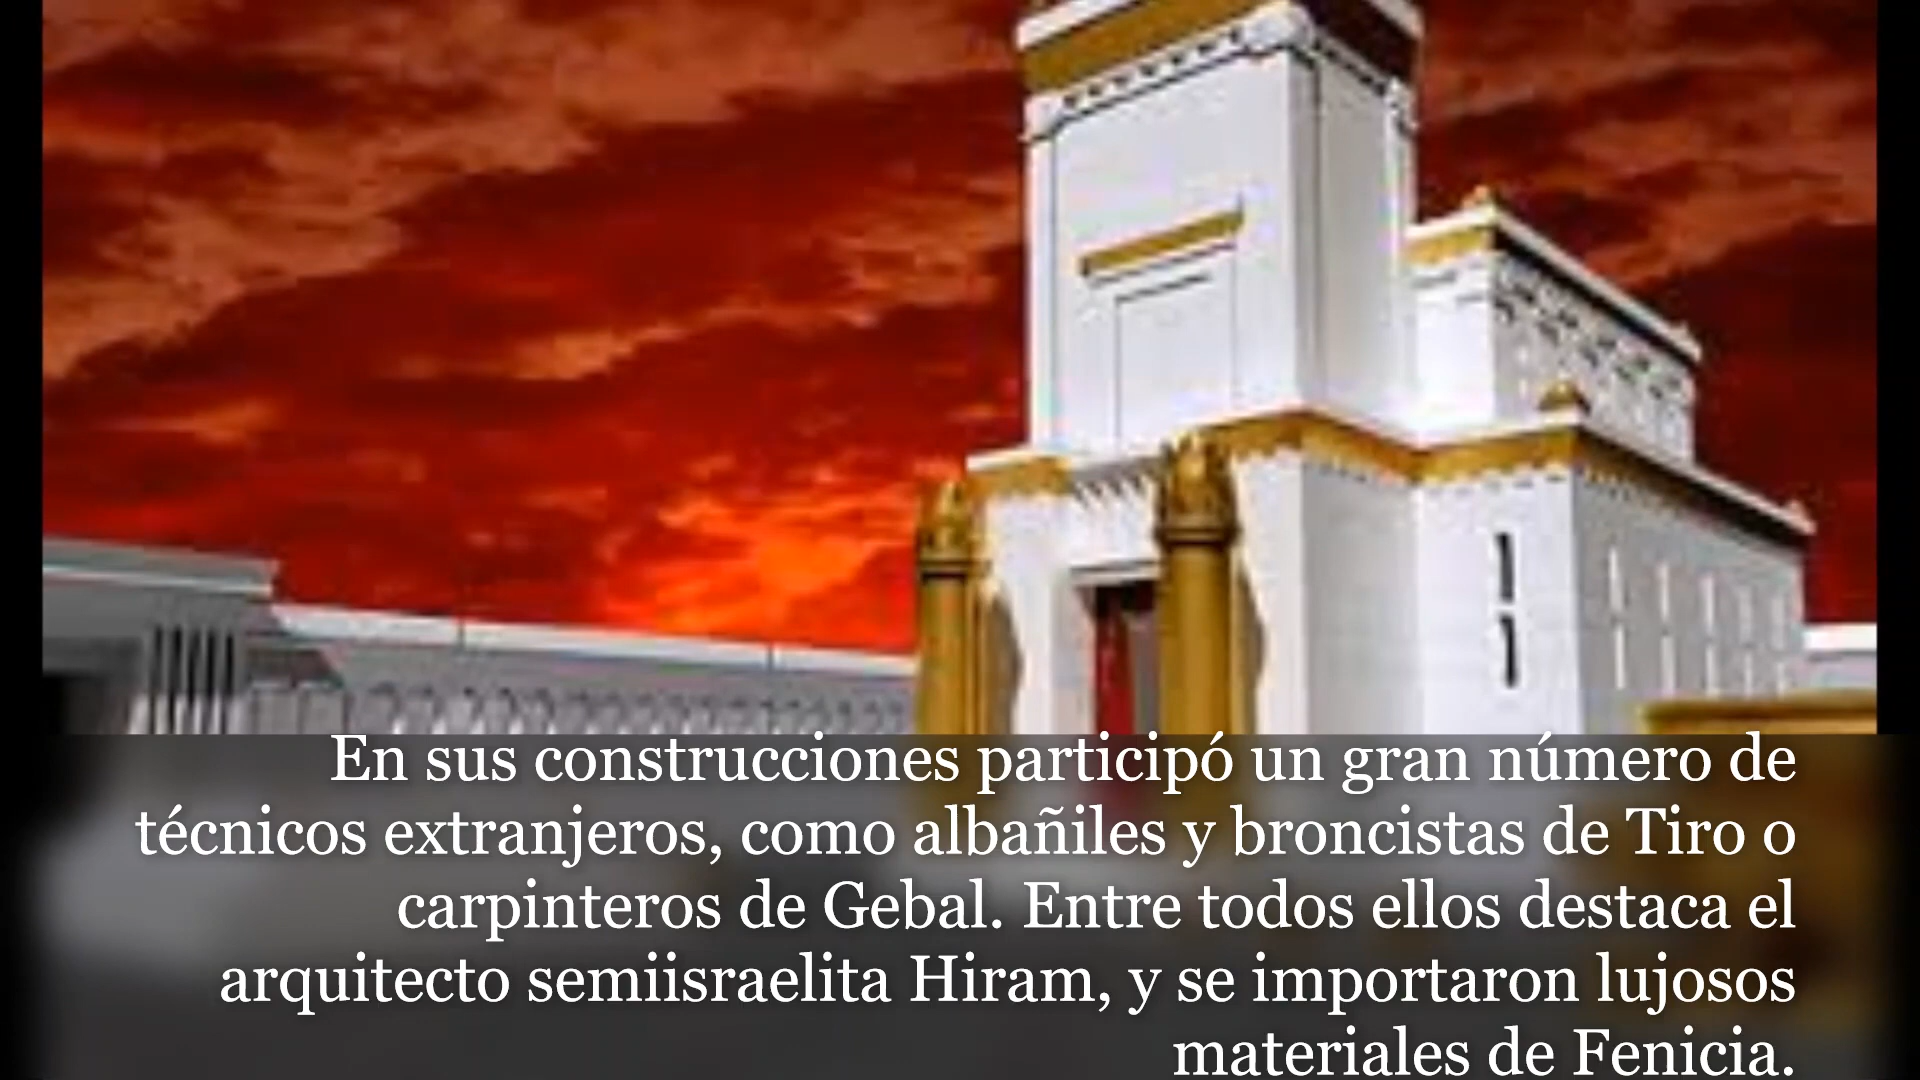 En sus construcciones participó un gran número de
técnicos extranjeros, como albañiles y broncistas de Tiro o
carpinteros de Gebal. Entre todos ellos destaca el
arquitecto semiisraelita Hiram, y se importaron lujosos
materiales de Fenicia.